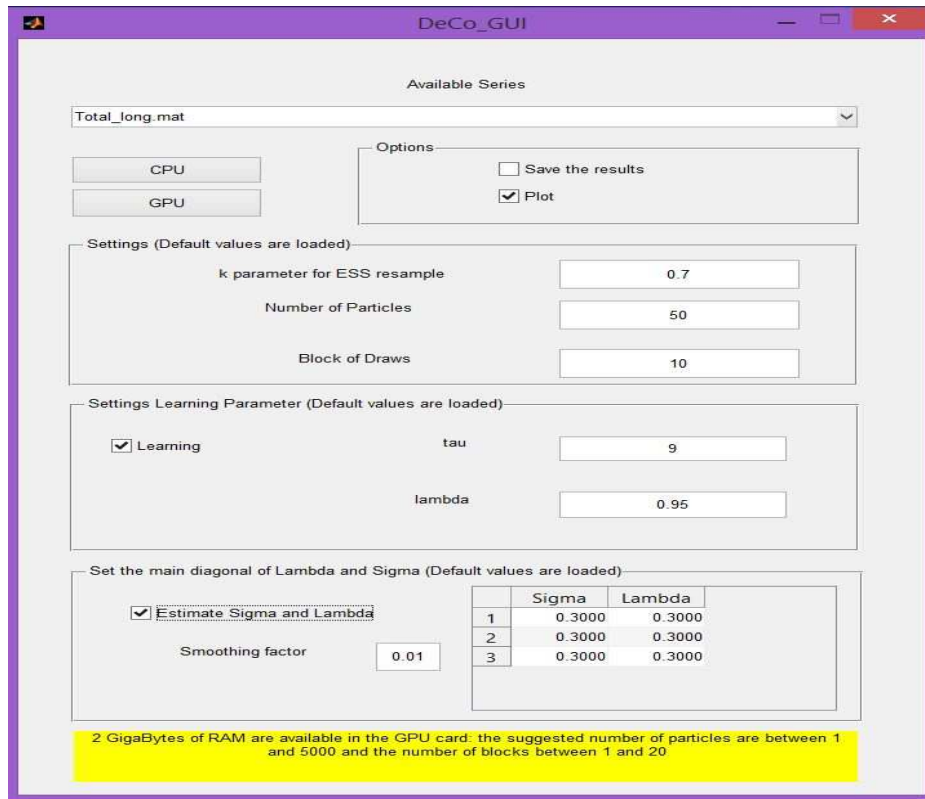 DeCo_GUI
Available Series
Total_long.mat
CPU
GPU
Options
Save the results
Plot
Settings (Default values are loaded)
k parameter for ESS resample
0.7
Number of Particles
50
Block of Draws
10
Settings Learning Parameter (Default values are loaded)
Learning
tau
9
lambda
0.95
Set the main diagonal of Lambda and Sigma (Default values are loaded)
Estimate Sigma and Lambda
Smoothing factor
0.01
Sigma Lambda
1 0.3000 0.3000
2 0.3000 0.3000
3 0.3000 0.3000
2 GigaBytes of RAM are available in the GPU card: the suggested number of particles are between 1
and 5000 and the number of blocks between 1 and 20